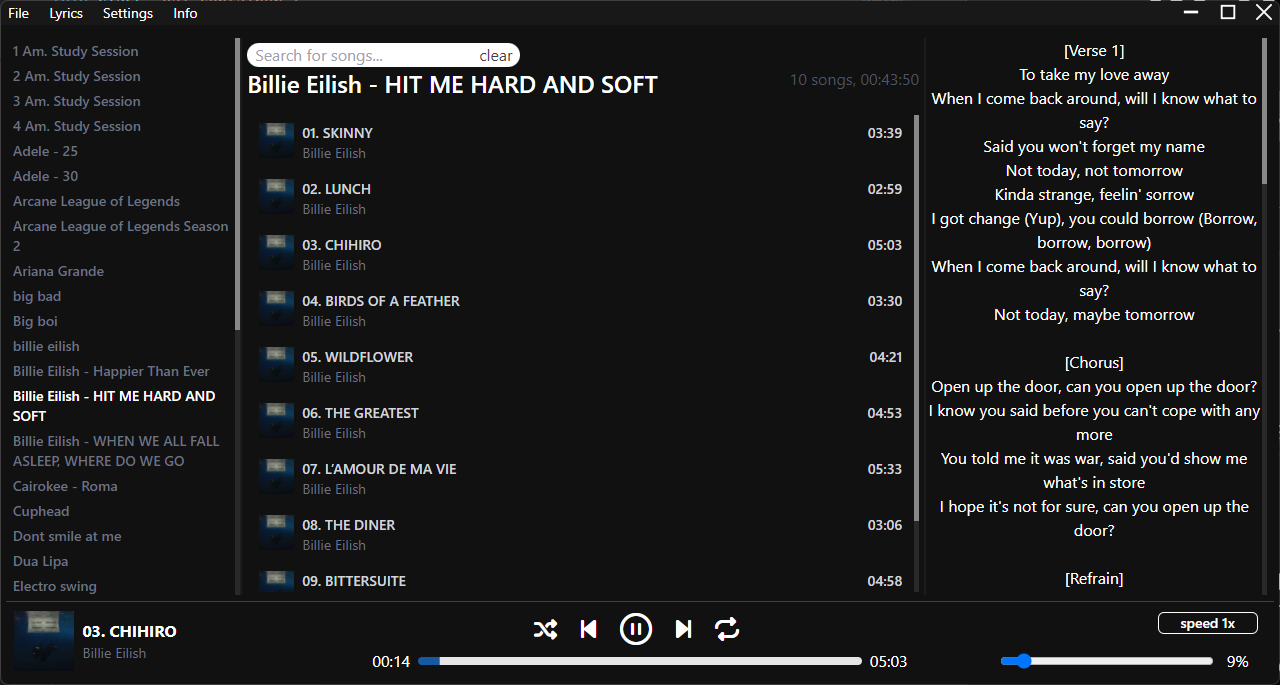 File Lyrics Settings Info
1 Am. Study Session
2 Am. Study Session
3 Am. Study Session
4 Am. Study Session
Adele - 25
Adele - 30
Arcane League of Legends
Arcane League of Legends Season
2
Ariana Grande
big bad
Big boi
billie eilish
Billie Eilish - Happier Than Ever
Billie Eilish - HIT ME HARD AND
SOFT
Billie Eilish - WHEN WE ALL FALL
ASLEEP, WHERE DO WE GO
Cairokee - Roma
Cuphead
Dont smile at me
Dua Lipa
Electro swing
Search for songs... clear
Billie Eilish - HIT ME HARD AND SOFT 10 songs, 00:43:50
01. SKINNY 03:39
Billie Eilish
02. LUNCH 02:59
Billie Eilish
03. CHIHIRO 05:03
Billie Eilish
04. BIRDS OF A FEATHER 03:30
Billie Eilish
05. WILDFLOWER 04:21
Billie Eilish
06. THE GREATEST 04:53
Billie Eilish
07. L'AMOUR DE MA VIE 05:33
Billie Eilish
08. THE DINER 03:06
Billie Eilish
09. BITTERSUITE 04:58
[Verse 1]
To take my love away
When I come back around, will I know what to
say?
Said you won't forget my name
Not today, not tomorrow
Kinda strange, feelin' sorrow
I got change (Yup), you could borrow (Borrow,
borrow, borrow)
When I come back around, will I know what to
say?
Not today, maybe tomorrow
[Chorus]
Open up the door, can you open up the door?
I know you said before you can't cope with any
more
You told me it was war, said you'd show me
what's in store
I hope it's not for sure, can you open up the
door?
[Refrain]
03. CHIHIRO
Billie Eilish
00:14 05:03
speed 1x
9%